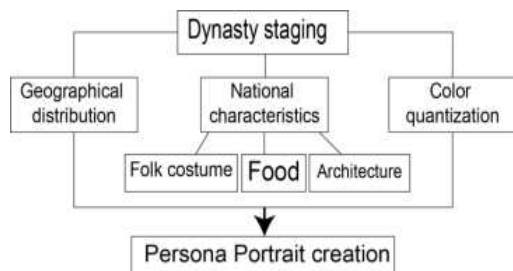 Dynasty staging
Geographical
distribution
National
characteristics
Color
quantization
Folk costume
Food
Architecture
Persona Portrait creation